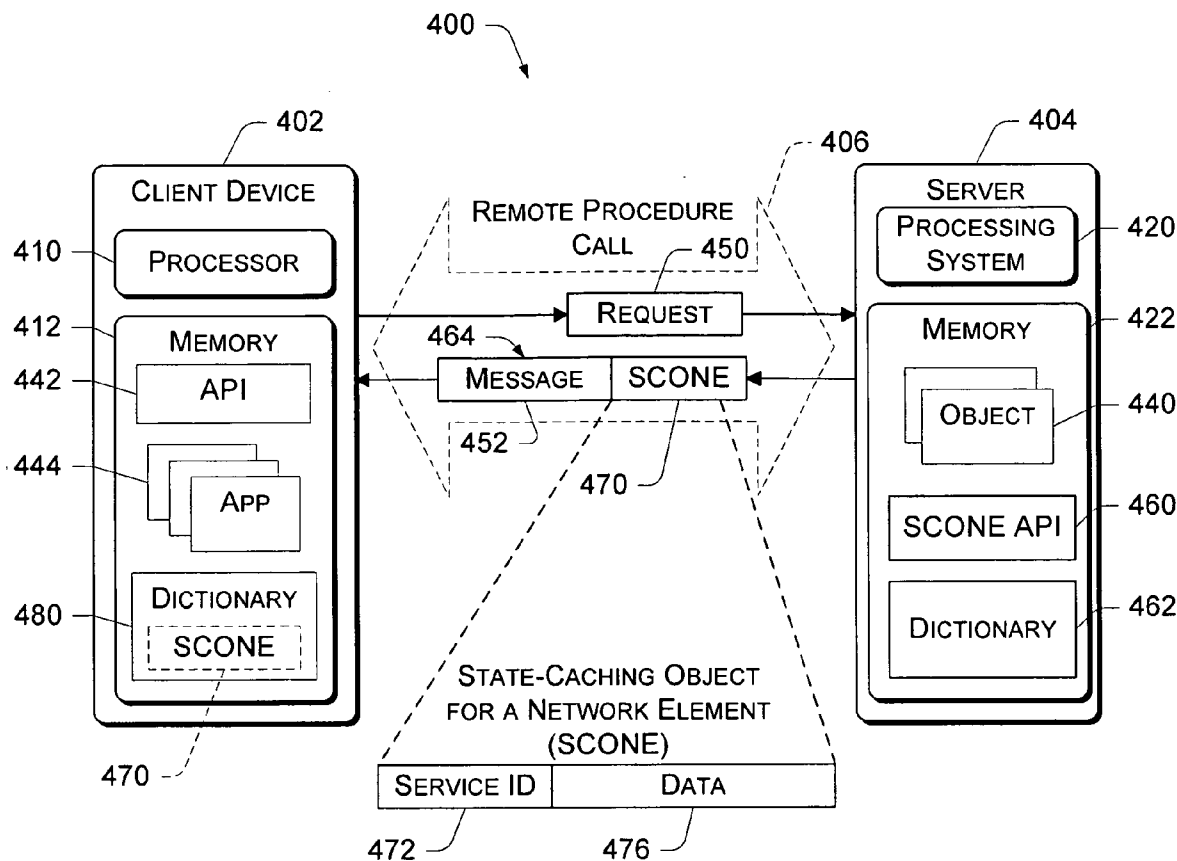 400
402
404
406
CLIENT DEVICE
SERVER
REMOTE PROCEDURE
CALL
410
PROCESSOR
450
PROCESSING
SYSTEM
420
REQUEST
412
MEMORY
MEMORY
422
464
442
API
MESSAGE
SCONE
OBJECT
440
452
470
444
APP
SCONE API
460
DICTIONARY
480
SCONE
DICTIONARY
462
STATE-CACHING OBJECT
FOR A NETWORK ELEMENT
(SCONE)
470
SERVICE ID
DATA
472
476